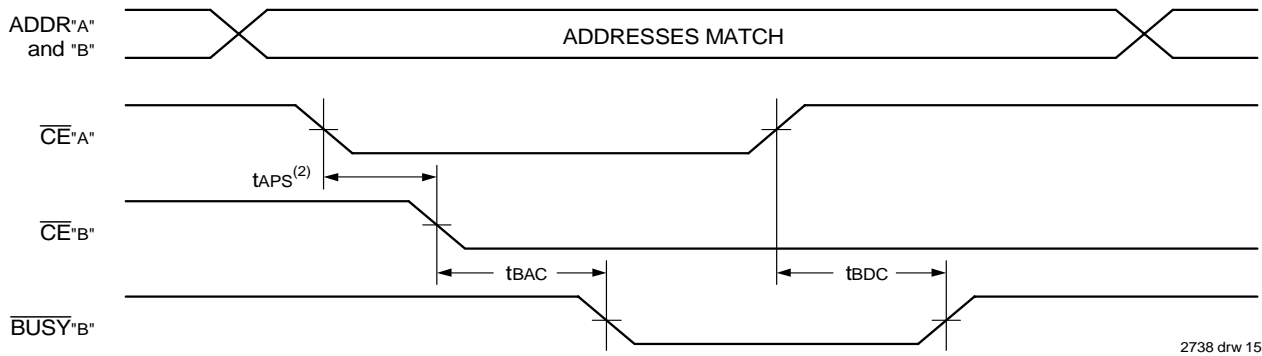 ADDR"A"
and "B"
ADDRESSES MATCH
CE"A"
tAPS(2)
CE"B"
tBAC
tBDC
BUSY"B"
2738 drw 15